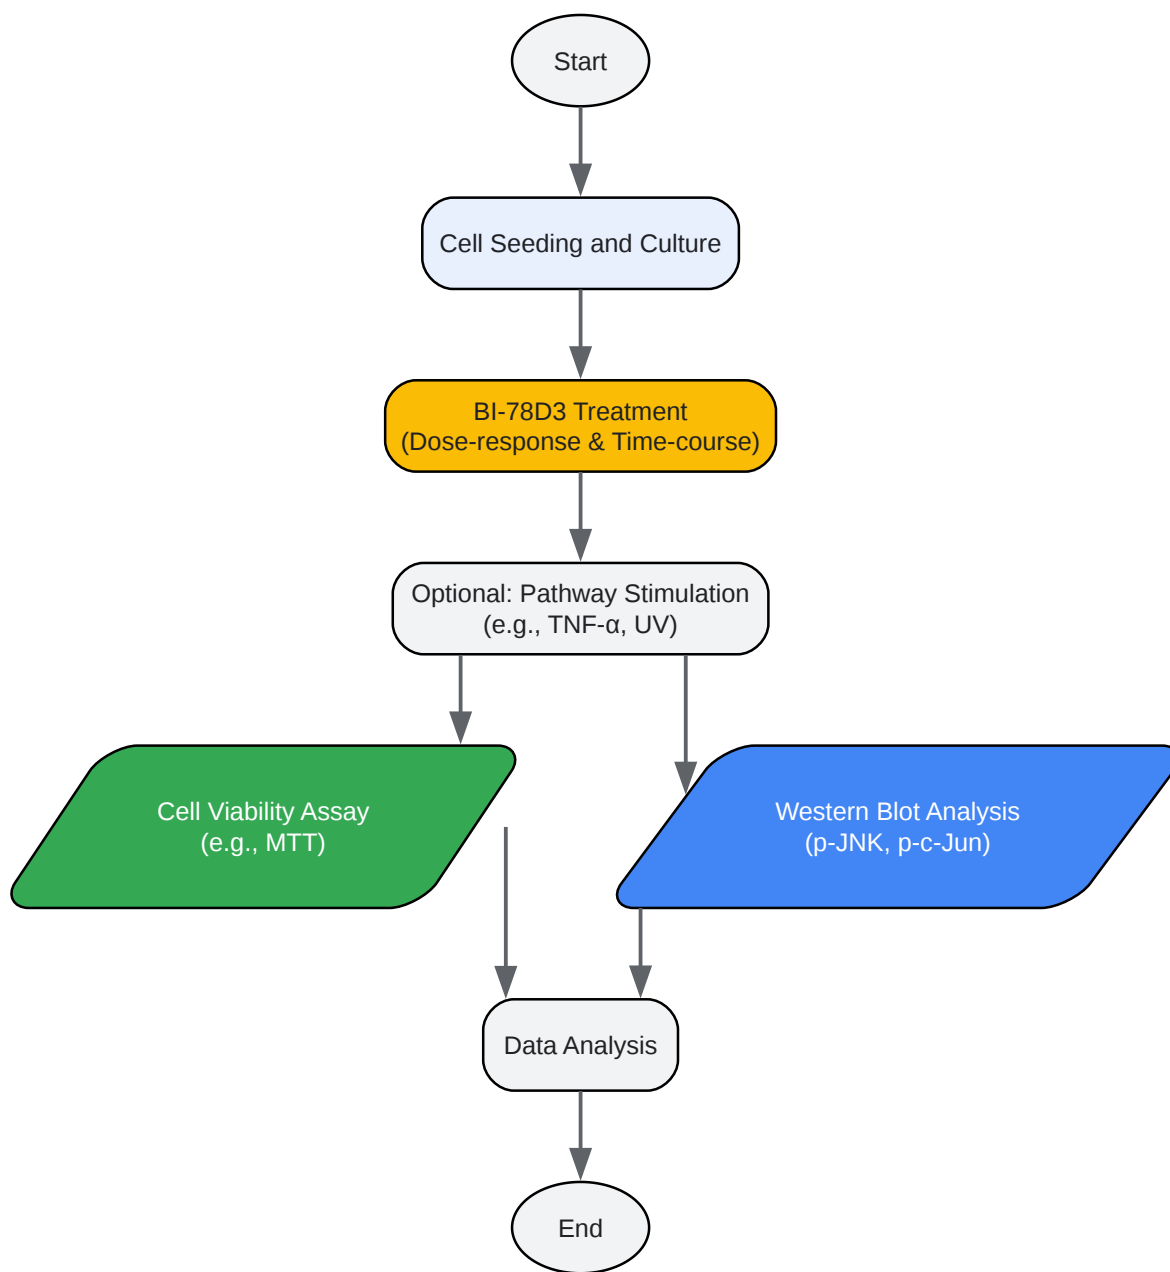 Start
Cell Seeding and Culture
BI-78D3 Treatment
(Dose-response & Time-course)
Optional: Pathway Stimulation
(e.g., TNF-α, UV)
Cell Viability Assay
(e.g., MTT)
Western Blot Analysis
(p-JNK, p-c-Jun)
Data Analysis
End